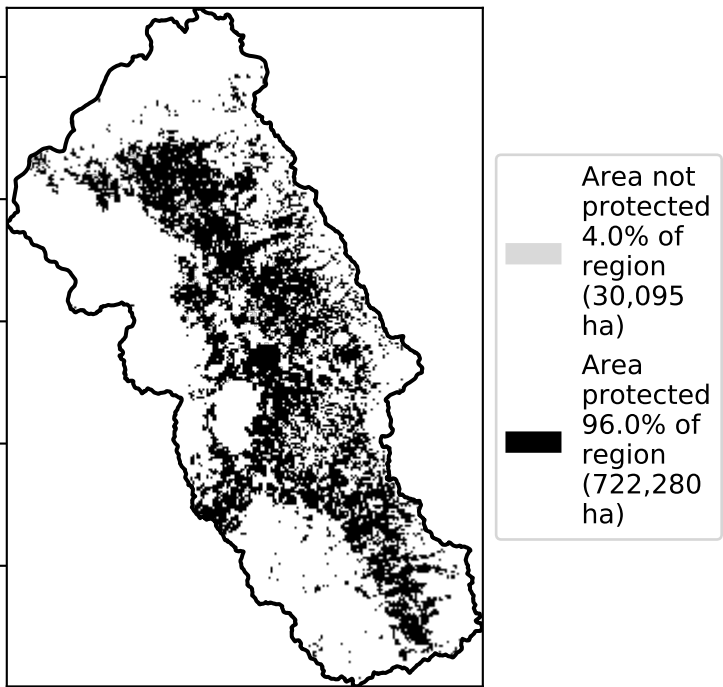 Area not
protected
4.0% of
region
(30,095
ha)
Area
protected
96.0% of
region
(722,280
ha)